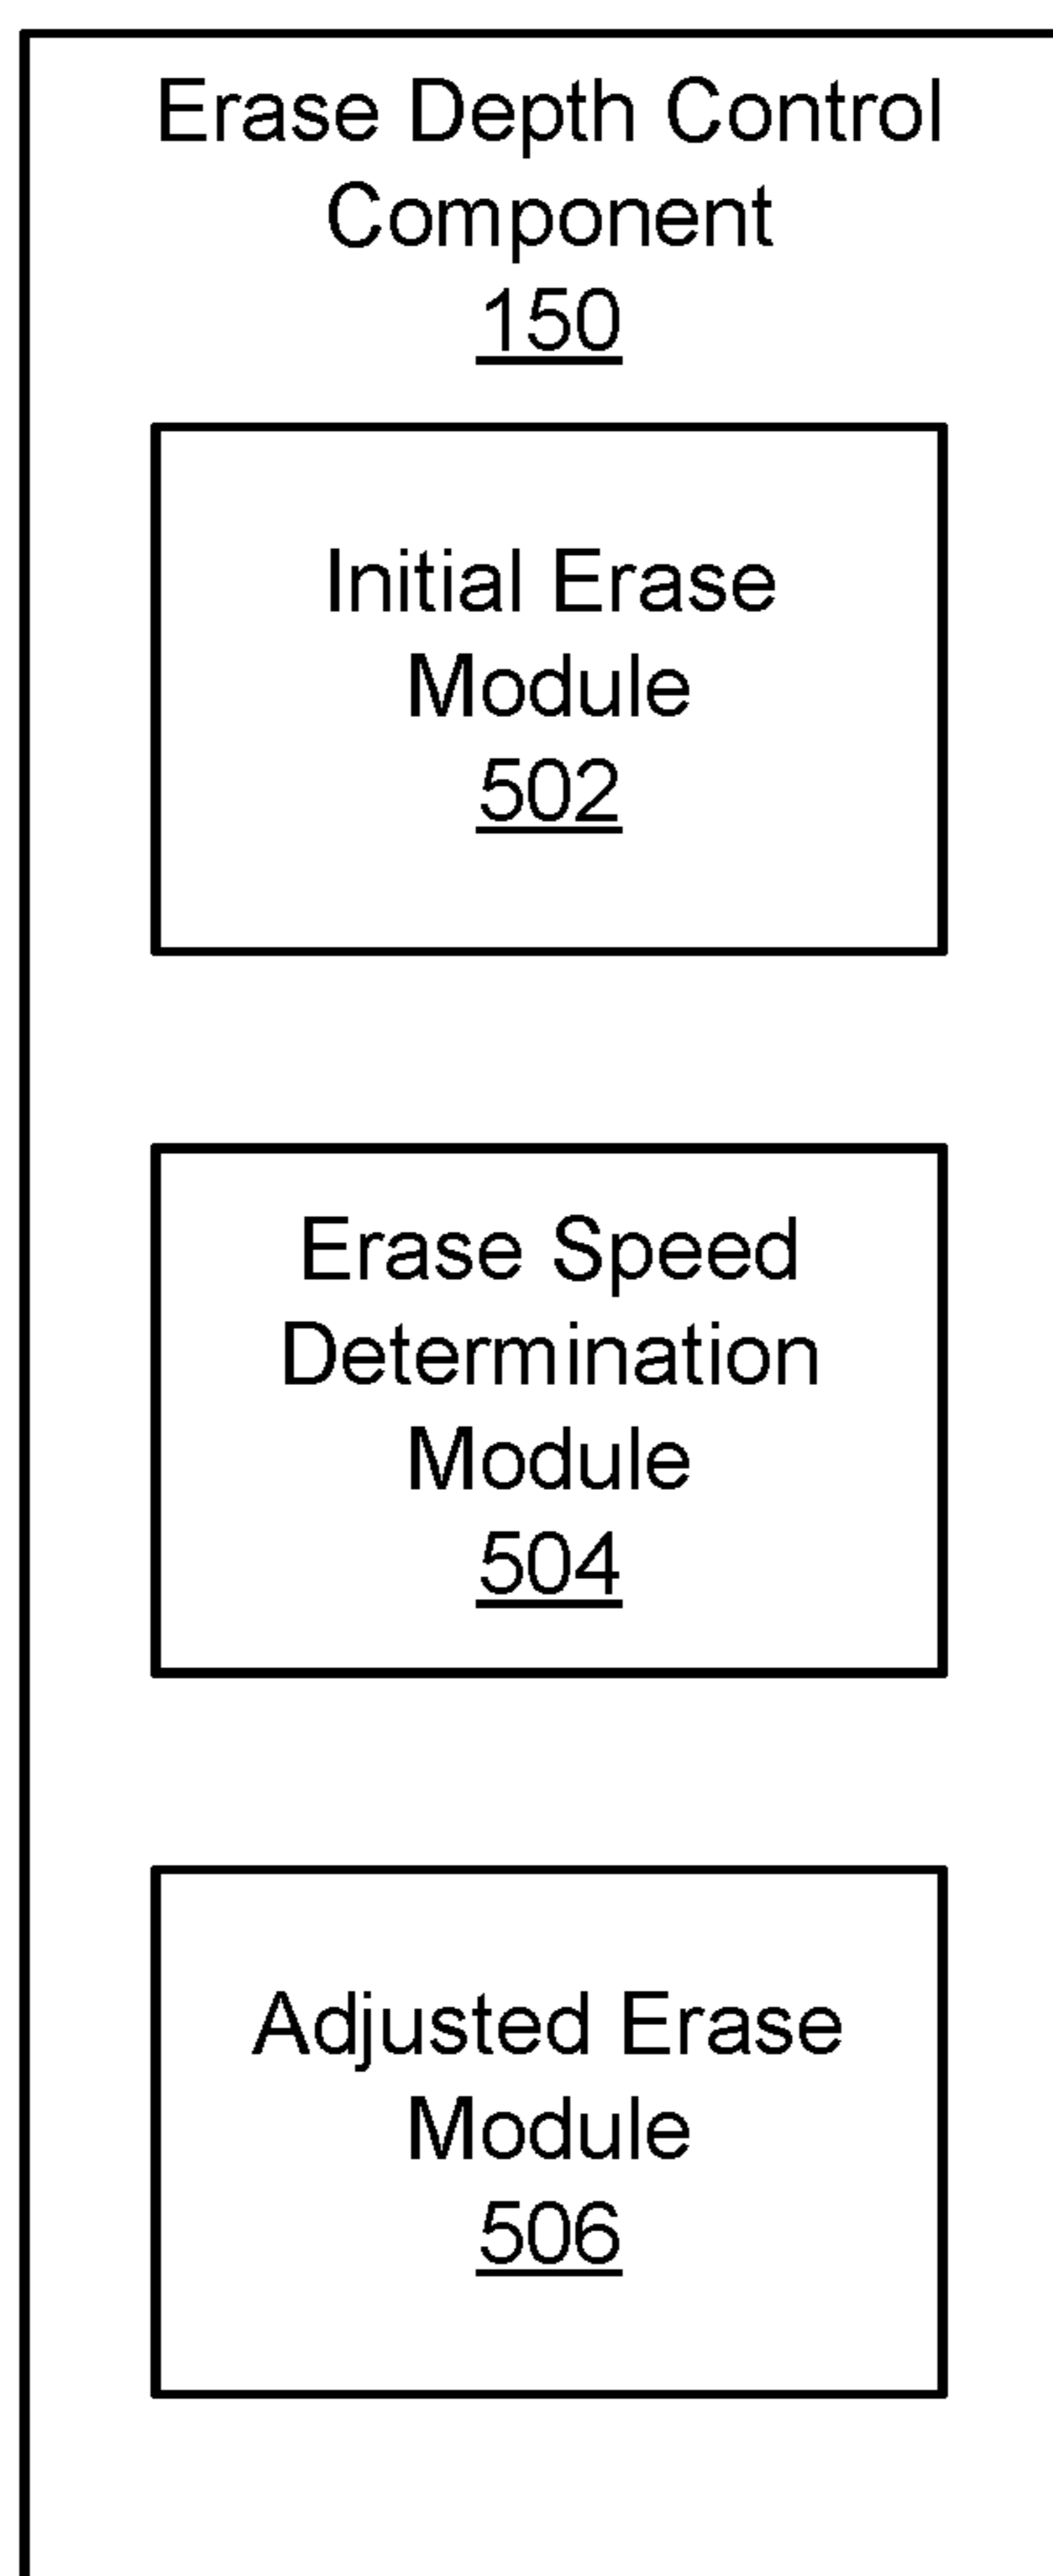 Erase Depth Control
Component
150
Initial Erase
Module
502
Erase Speed
Determination
Module
504
Adjusted Erase
Module
506